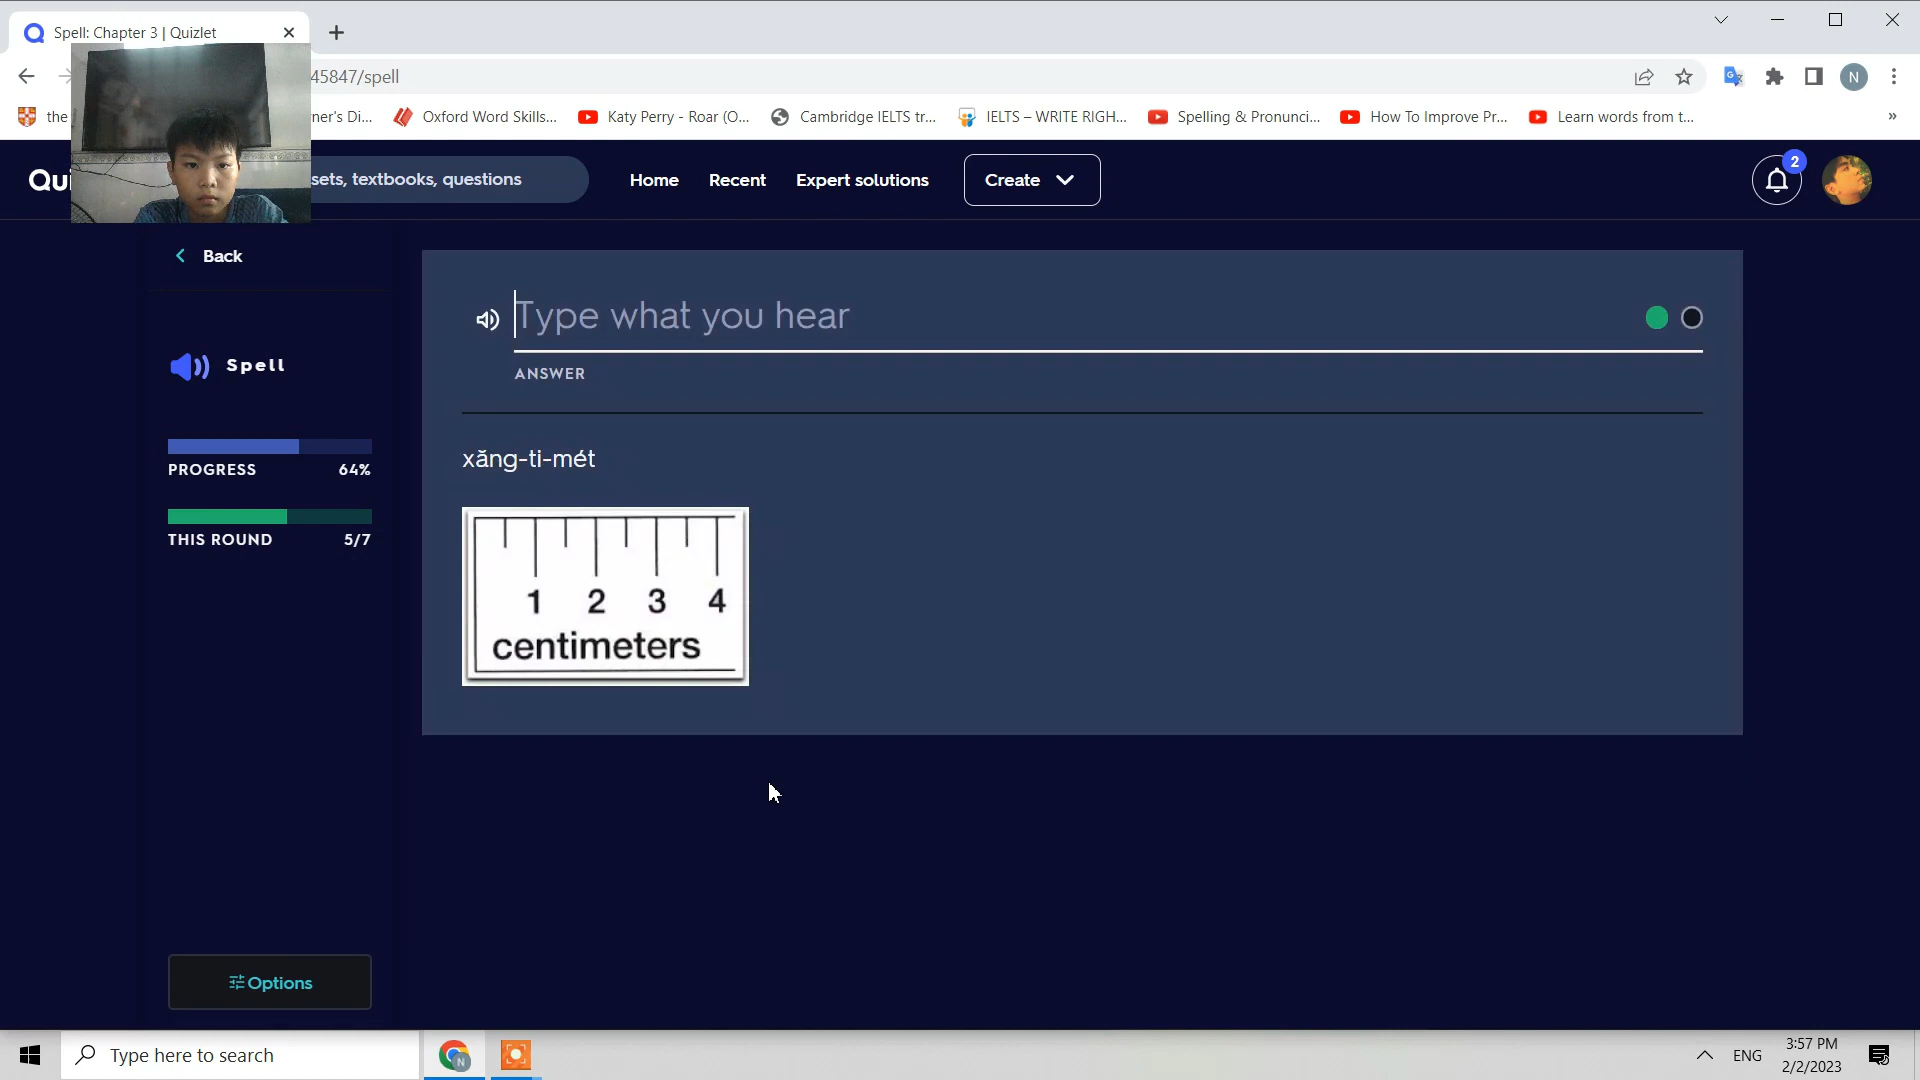 Spell: Chapter 3 | Quizlet
45847/spell
the
ner's Di...
Oxford Word Skills...
Katy Perry - Roar (O...
Cambridge IELTS tr...
IELTS – WRITE RIGH...
Spelling & Pronunci...
How To Improve Pr...
Learn words from t...
»
N
Qui
sets, textbooks, questions
Home
Recent
Expert solutions
Create
2
Back
Spell
PROGRESS 64%
THIS ROUND 5/7
Options
Type what you hear
ANSWER
xăng-ti-mét
1 2 3 4
centimeters
Type here to search
N
ENG
3:57 PM
2/2/2023